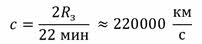 c = 2R₃ / 22 мин ≈ 220000 км/с